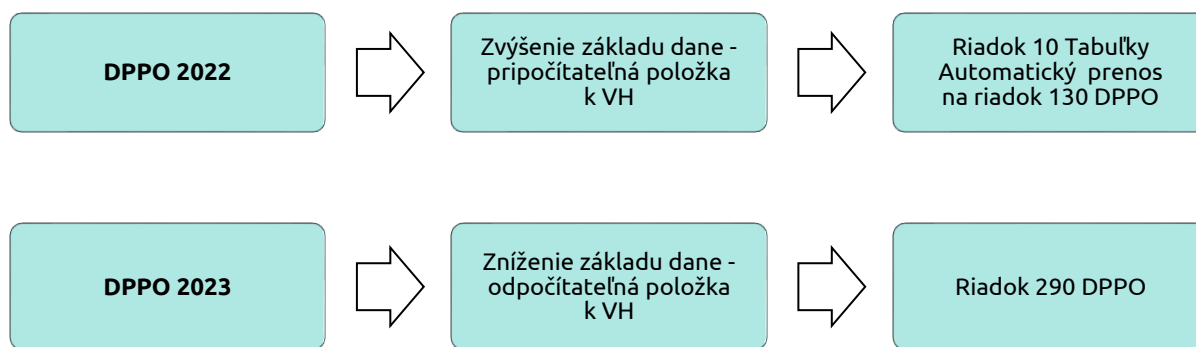 DPPO 2022
Zvýšenie základu dane -
pripočítateľná položka
k VH
Riadok 10 Tabuľky
Automatický prenos
na riadok 130 DPPO
DPPO 2023
Zníženie základu dane -
odpočítateľná položka
k VH
Riadok 290 DPPO